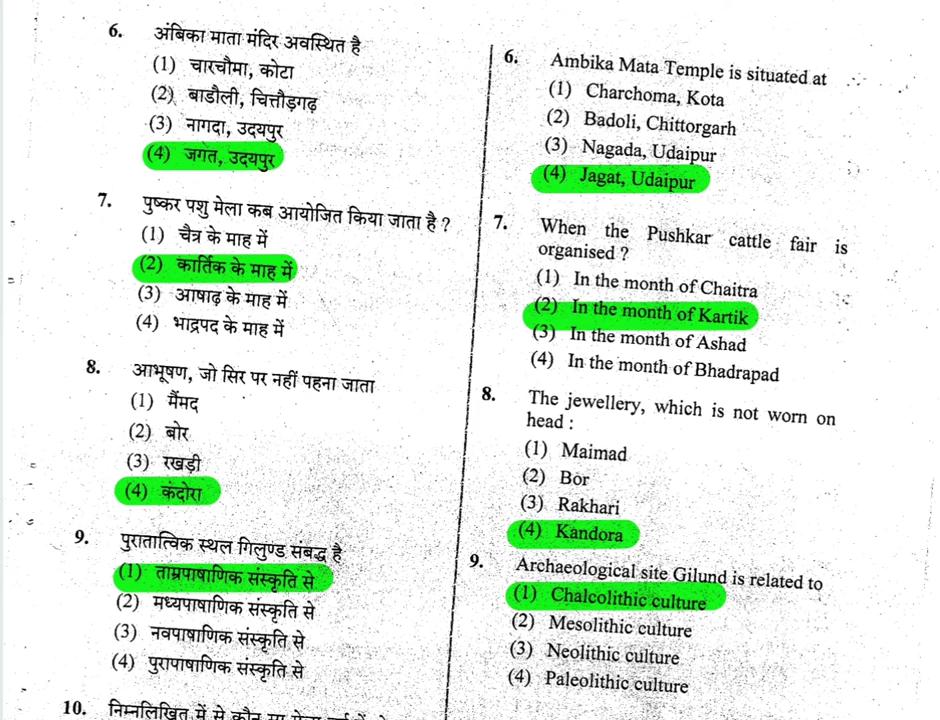 6. अंबिका माता मंदिर अवस्थित है
(1) चारचौमा, कोटा
(2) बाडौली, चित्तौड़गढ़
(3) नागदा, उदयपुर
(4) जगत, उदयपुर
7. पुष्कर पशु मेला कब आयोजित किया जाता है ?
(1) चैत्र के माह में
(2) कार्तिक के माह में
(3) आषाढ़ के माह में
(4) भाद्रपद के माह में
8. आभूषण, जो सिर पर नहीं पहना जाता
(1) मैंमद
(2) बोर
(3) रखड़ी
(4) कंदोरा
9. पुरातात्विक स्थल गिलुण्ड संबद्ध है
(1) ताम्रपाषाणिक संस्कृति से
(2) मध्यपाषाणिक संस्कृति से
(3) नवपाषाणिक संस्कृति से
(4) पुरापाषाणिक संस्कृति से
10. निम्नलिखित में से कौन सा
6. Ambika Mata Temple is situated at
(1) Charchoma, Kota
(2) Badoli, Chittorgarh
(3) Nagada, Udaipur
(4) Jagat, Udaipur
7. When the Pushkar cattle fair is
organised ?
(1) In the month of Chaitra
(2) In the month of Kartik
(3) In the month of Ashad
(4) In the month of Bhadrapad
8. The jewellery, which is not worn on
head :
(1) Maimad
(2) Bor
(3) Rakhari
(4) Kandora
9. Archaeological site Gilund is related to
(1) Chalcolithic culture
(2) Mesolithic culture
(3) Neolithic culture
(4) Paleolithic culture